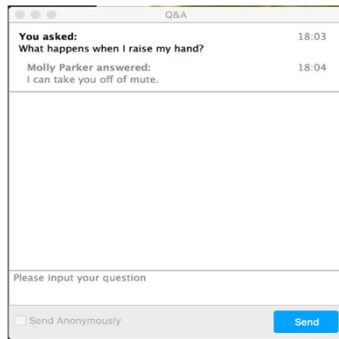 Q&A
You asked: 18:03
What happens when I raise my hand?
Molly Parker answered: 18:04
I can take you off of mute.
Please input your question
Send Anonymously Send